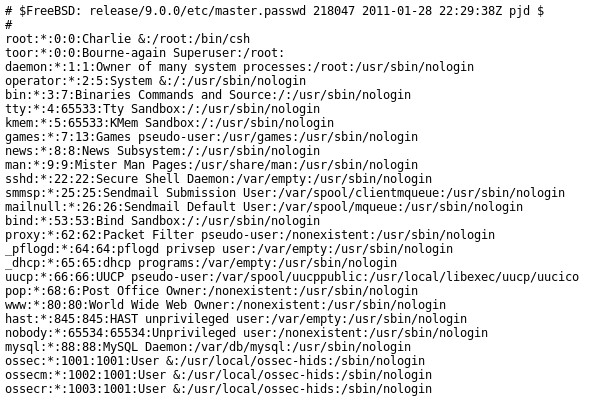 # $FreeBSD: release/9.0.0/etc/master.passwd 218047 2011-01-28 22:29:38Z pjd $
#
root:*:0:0:Charlie &:/root:/bin/csh
toor:*:0:0:Bourne-again Superuser:/root:
daemon:*:1:1:Owner of many system processes:/root:/usr/sbin/nologin
operator:*:2:5:System &:/:/usr/sbin/nologin
bin:*:3:7:Binaries Commands and Source:/:/usr/sbin/nologin
tty:*:4:65533:Tty Sandbox:/:/usr/sbin/nologin
kmem:*:5:65533:KMem Sandbox:/:/usr/sbin/nologin
games:*:7:13:Games pseudo-user:/usr/games:/usr/sbin/nologin
news:*:8:8:News Subsystem:/:/usr/sbin/nologin
man:*:9:9:Mister Man Pages:/usr/share/man:/usr/sbin/nologin
sshd:*:22:22:Secure Shell Daemon:/var/empty:/usr/sbin/nologin
smmsp:*:25:25:Sendmail Submission User:/var/spool/clientmqueue:/usr/sbin/nologin
mailnull:*:26:26:Sendmail Default User:/var/spool/mqueue:/usr/sbin/nologin
bind:*:53:53:Bind Sandbox:/:/usr/sbin/nologin
proxy:*:62:62:Packet Filter pseudo-user:/nonexistent:/usr/sbin/nologin
_pflogd:*:64:64:pflogd privsep user:/var/empty:/usr/sbin/nologin
_dhcp:*:65:65:dhcp programs:/var/empty:/usr/sbin/nologin
uucp:*:66:66:UUCP pseudo-user:/var/spool/uucppublic:/usr/local/libexec/uucp/uucico
pop:*:68:6:Post Office Owner:/nonexistent:/usr/sbin/nologin
www:*:80:80:World Wide Web Owner:/nonexistent:/usr/sbin/nologin
hast:*:845:845:HAST unprivileged user:/var/empty:/usr/sbin/nologin
nobody:*:65534:65534:Unprivileged user:/nonexistent:/usr/sbin/nologin
mysql:*:88:88:MySQL Daemon:/var/db/mysql:/usr/sbin/nologin
ossec:*:1001:1001:User &:/usr/local/ossec-hids:/sbin/nologin
ossecm:*:1002:1001:User &:/usr/local/ossec-hids:/sbin/nologin
ossecr:*:1003:1001:User &:/usr/local/ossec-hids:/sbin/nologin